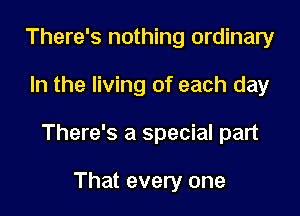 There's nothing ordinary
In the living of each day
There's a special part
That every one